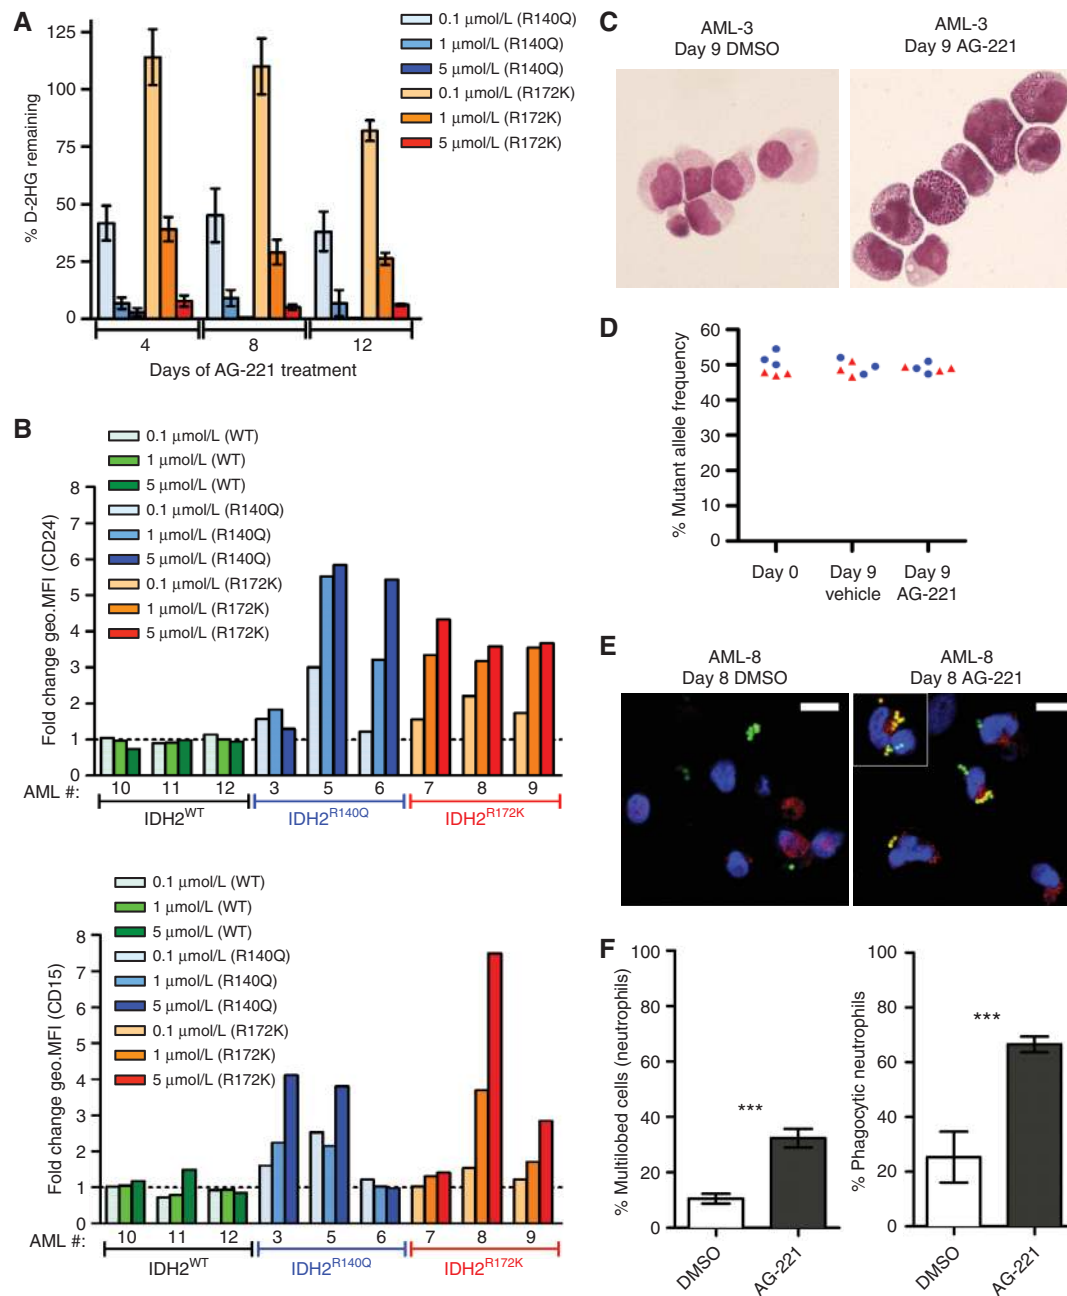 A
125
100
75
50
25
0
% D-2HG remaining
4
8
12
Days of AG-221 treatment
0.1 μmol/L (R140Q)
1 μmol/L (R140Q)
5 μmol/L (R140Q)
0.1 μmol/L (R172K)
1 μmol/L (R172K)
5 μmol/L (R172K)
B
0.1 μmol/L (WT)
1 μmol/L (WT)
5 μmol/L (WT)
0.1 μmol/L (R140Q)
1 μmol/L (R140Q)
5 μmol/L (R140Q)
0.1 μmol/L (R172K)
1 μmol/L (R172K)
5 μmol/L (R172K)
8
7
6
5
4
3
2
1
0
Fold change geo.MFI (CD24)
AML #: 10 11 12 3 5 6 7 8 9
IDH2WT IDH2R140Q IDH2R172K
0.1 μmol/L (WT)
1 μmol/L (WT)
5 μmol/L (WT)
0.1 μmol/L (R140Q)
1 μmol/L (R140Q)
5 μmol/L (R140Q)
0.1 μmol/L (R172K)
1 μmol/L (R172K)
5 μmol/L (R172K)
8
7
6
5
4
3
2
1
0
Fold change geo.MFI (CD15)
AML #: 10 11 12 3 5 6 7 8 9
IDH2WT IDH2R140Q IDH2R172K
C
AML-3
Day 9 DMSO
AML-3
Day 9 AG-221
D
60
50
40
30
20
10
0
% Mutant allele frequency
Day 0
Day 9
vehicle
Day 9
AG-221
E
AML-8
Day 8 DMSO
AML-8
Day 8 AG-221
F
100
80
60
40
20
0
% Multilobed cells (neutrophils)
***
DMSO
AG-221
100
80
60
40
20
0
% Phagocytic neutrophils
***
DMSO
AG-221